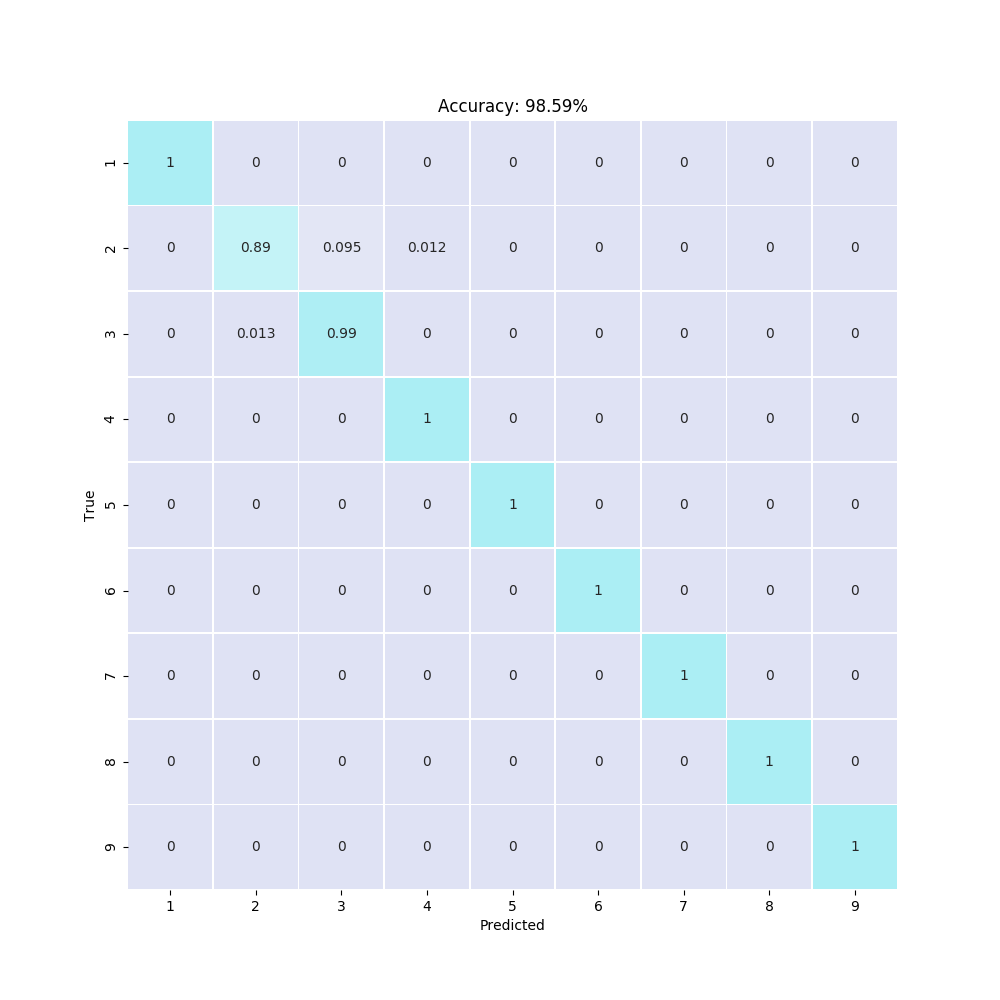 Accuracy: 98.59%
1 1 0 0 0 0 0 0 0 0
2 0 0.89 0.095 0.012 0 0 0 0 0
3 0 0.013 0.99 0 0 0 0 0 0
4 0 0 0 1 0 0 0 0 0
5 0 0 0 0 1 0 0 0 0
6 0 0 0 0 0 1 0 0 0
7 0 0 0 0 0 0 1 0 0
8 0 0 0 0 0 0 0 1 0
9 0 0 0 0 0 0 0 0 1
True
1 2 3 4 5 6 7 8 9
Predicted